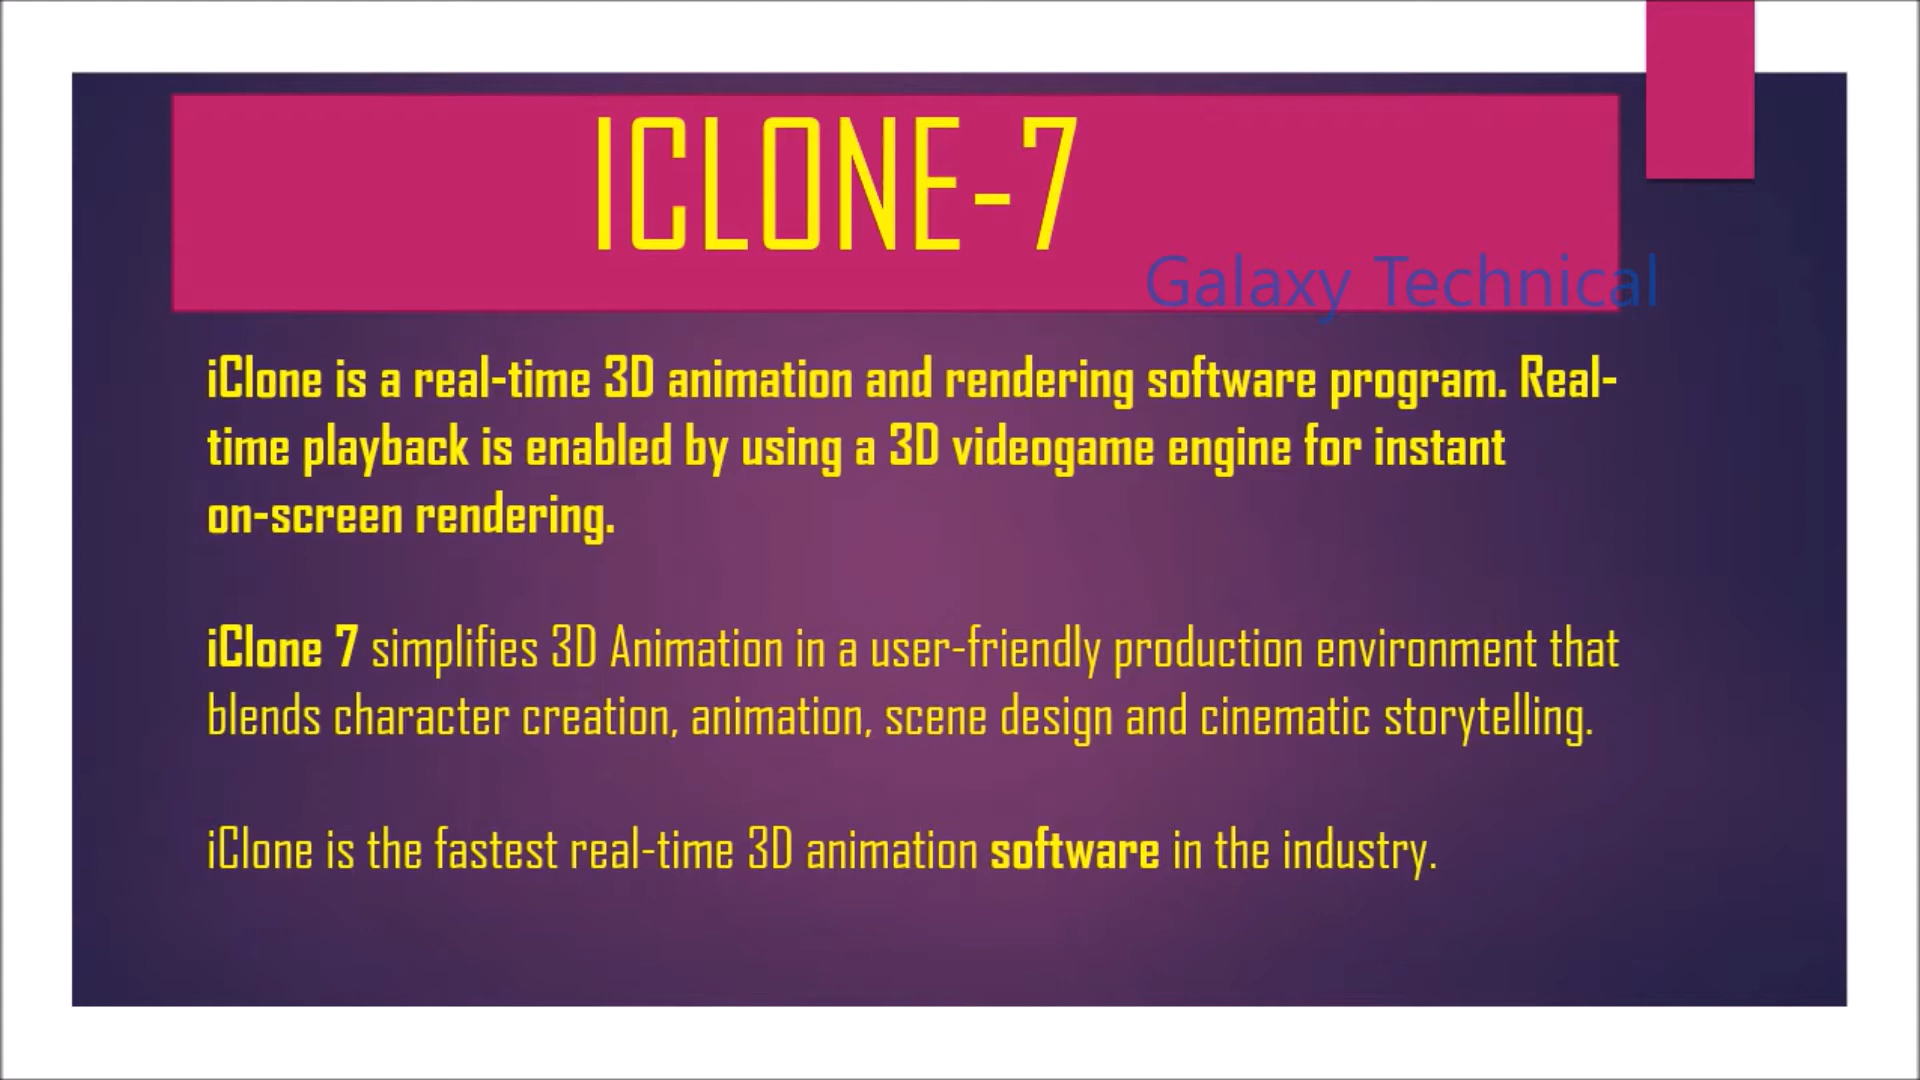 ICLONE-7
Galaxy Technical
iClone is a real-time 3D animation and rendering software program. Real-
time playback is enabled by using a 3D videogame engine for instant
on-screen rendering.
iClone 7 simplifies 3D Animation in a user-friendly production environment that
blends character creation, animation, scene design and cinematic storytelling.
iClone is the fastest real-time 3D animation software in the industry.